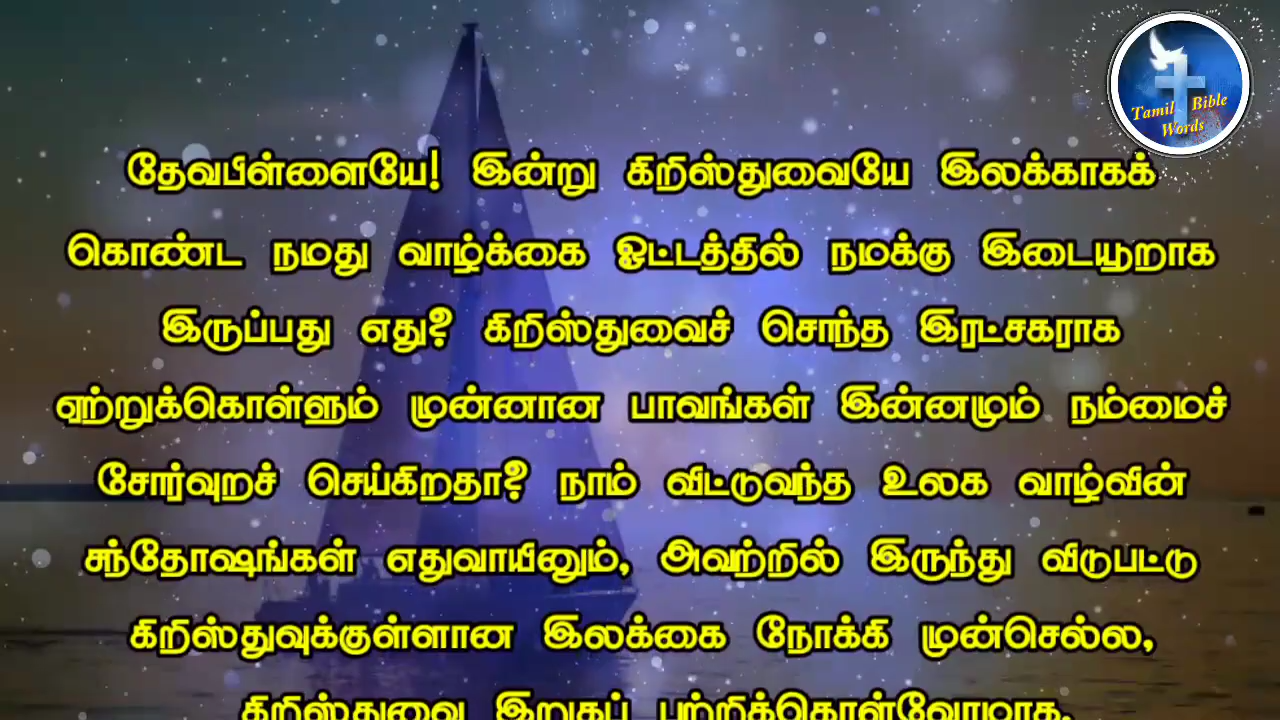 Tamil Bible
Words
தேவபிள்ளையே! இன்று கிறிஸ்துவையே இலக்காகக்
கொண்ட நமது வாழ்க்கை ஓட்டத்தில் நமக்கு இடையூறாக
இருப்பது எது? கிறிஸ்துவைச் சொந்த இரட்சகராக
ஏற்றுக்கொள்ளும் முன்னான பாவங்கள் இன்னமும் நம்மைச்
சோர்வுறச் செய்கிறதா? நாம் விட்டுவந்த உலக வாழ்வின்
சந்தோஷங்கள் எதுவாயினும், அவற்றில் இருந்து விடுபட்டு
கிறிஸ்துவுக்குள்ளான இலக்கை நோக்கி முன்செல்ல,
கிறிஸ்துவை இறுகப் பற்றிக்கொள்வோமாக.